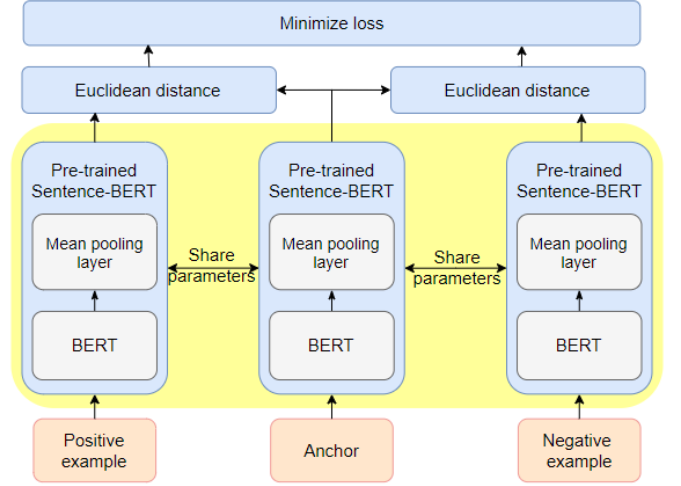 Minimize loss
Euclidean distance
Euclidean distance
Pre-trained
Sentence-BERT
Pre-trained
Sentence-BERT
Pre-trained
Sentence-BERT
Mean pooling
layer
Share
parameters
Mean pooling
layer
Share
parameters
Mean pooling
layer
BERT
BERT
BERT
Positive
example
Anchor
Negative
example